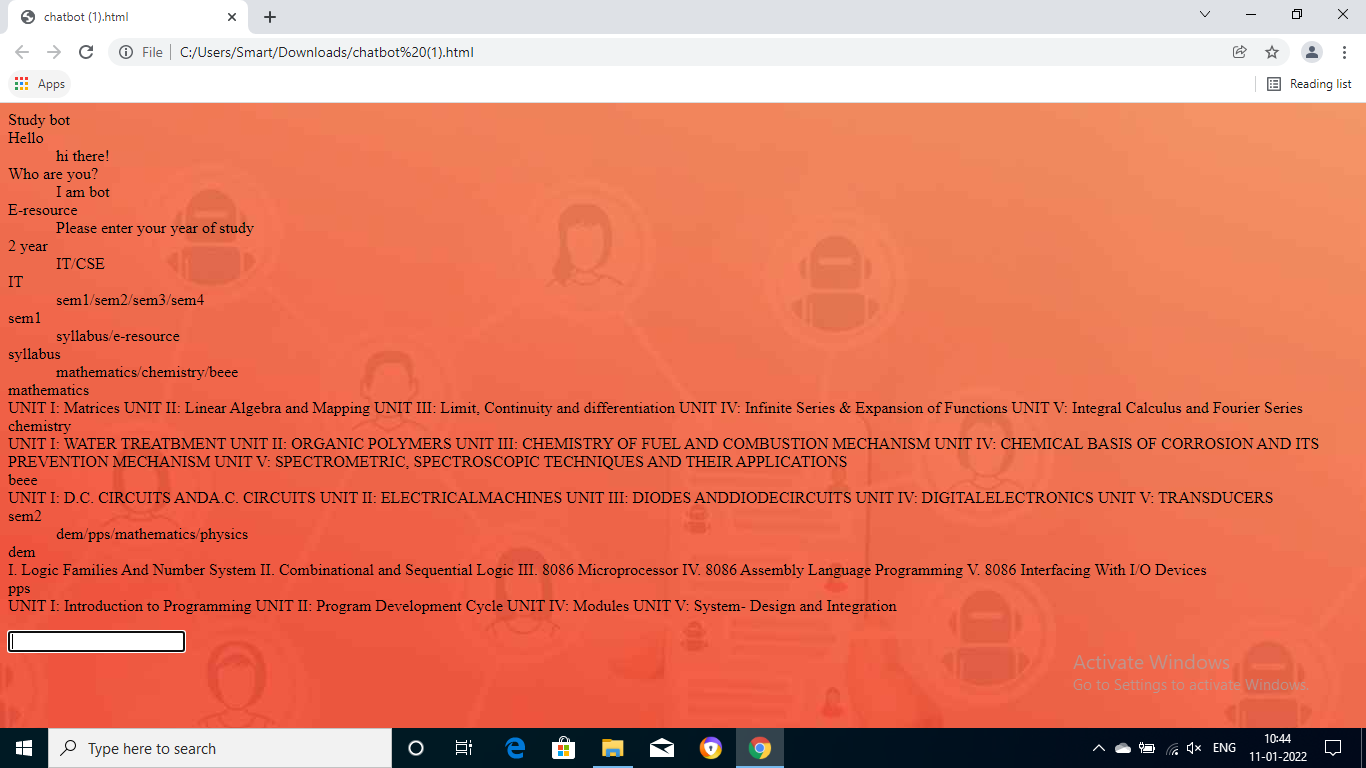 chatbot (1).html
File C:/Users/Smart/Downloads/chatbot%20(1).html
Apps
Reading list
Study bot
Hello
hi there!
Who are you?
I am bot
E-resource
Please enter your year of study
2 year
IT/CSE
IT
sem1/sem2/sem3/sem4
sem1
syllabus/e-resource
syllabus
mathematics/chemistry/beee
mathematics
UNIT I: Matrices UNIT II: Linear Algebra and Mapping UNIT III: Limit, Continuity and differentiation UNIT IV: Infinite Series & Expansion of Functions UNIT V: Integral Calculus and Fourier Series
chemistry
UNIT I: WATER TREATBMENT UNIT II: ORGANIC POLYMERS UNIT III: CHEMISTRY OF FUEL AND COMBUSTION MECHANISM UNIT IV: CHEMICAL BASIS OF CORROSION AND ITS
PREVENTION MECHANISM UNIT V: SPECTROMETRIC, SPECTROSCOPIC TECHNIQUES AND THEIR APPLICATIONS
beee
UNIT I: D.C. CIRCUITS ANDA.C. CIRCUITS UNIT II: ELECTRICALMACHINES UNIT III: DIODES ANDDIODECIRCUITS UNIT IV: DIGITALELECTRONICS UNIT V: TRANSDUCERS
sem2
dem/pps/mathematics/physics
dem
I. Logic Families And Number System II. Combinational and Sequential Logic III. 8086 Microprocessor IV. 8086 Assembly Language Programming V. 8086 Interfacing With I/O Devices
pps
UNIT I: Introduction to Programming UNIT II: Program Development Cycle UNIT IV: Modules UNIT V: System- Design and Integration
Activate Windows
Go to Settings to activate Windows.
Type here to search
ENG
10:44
11-01-2022